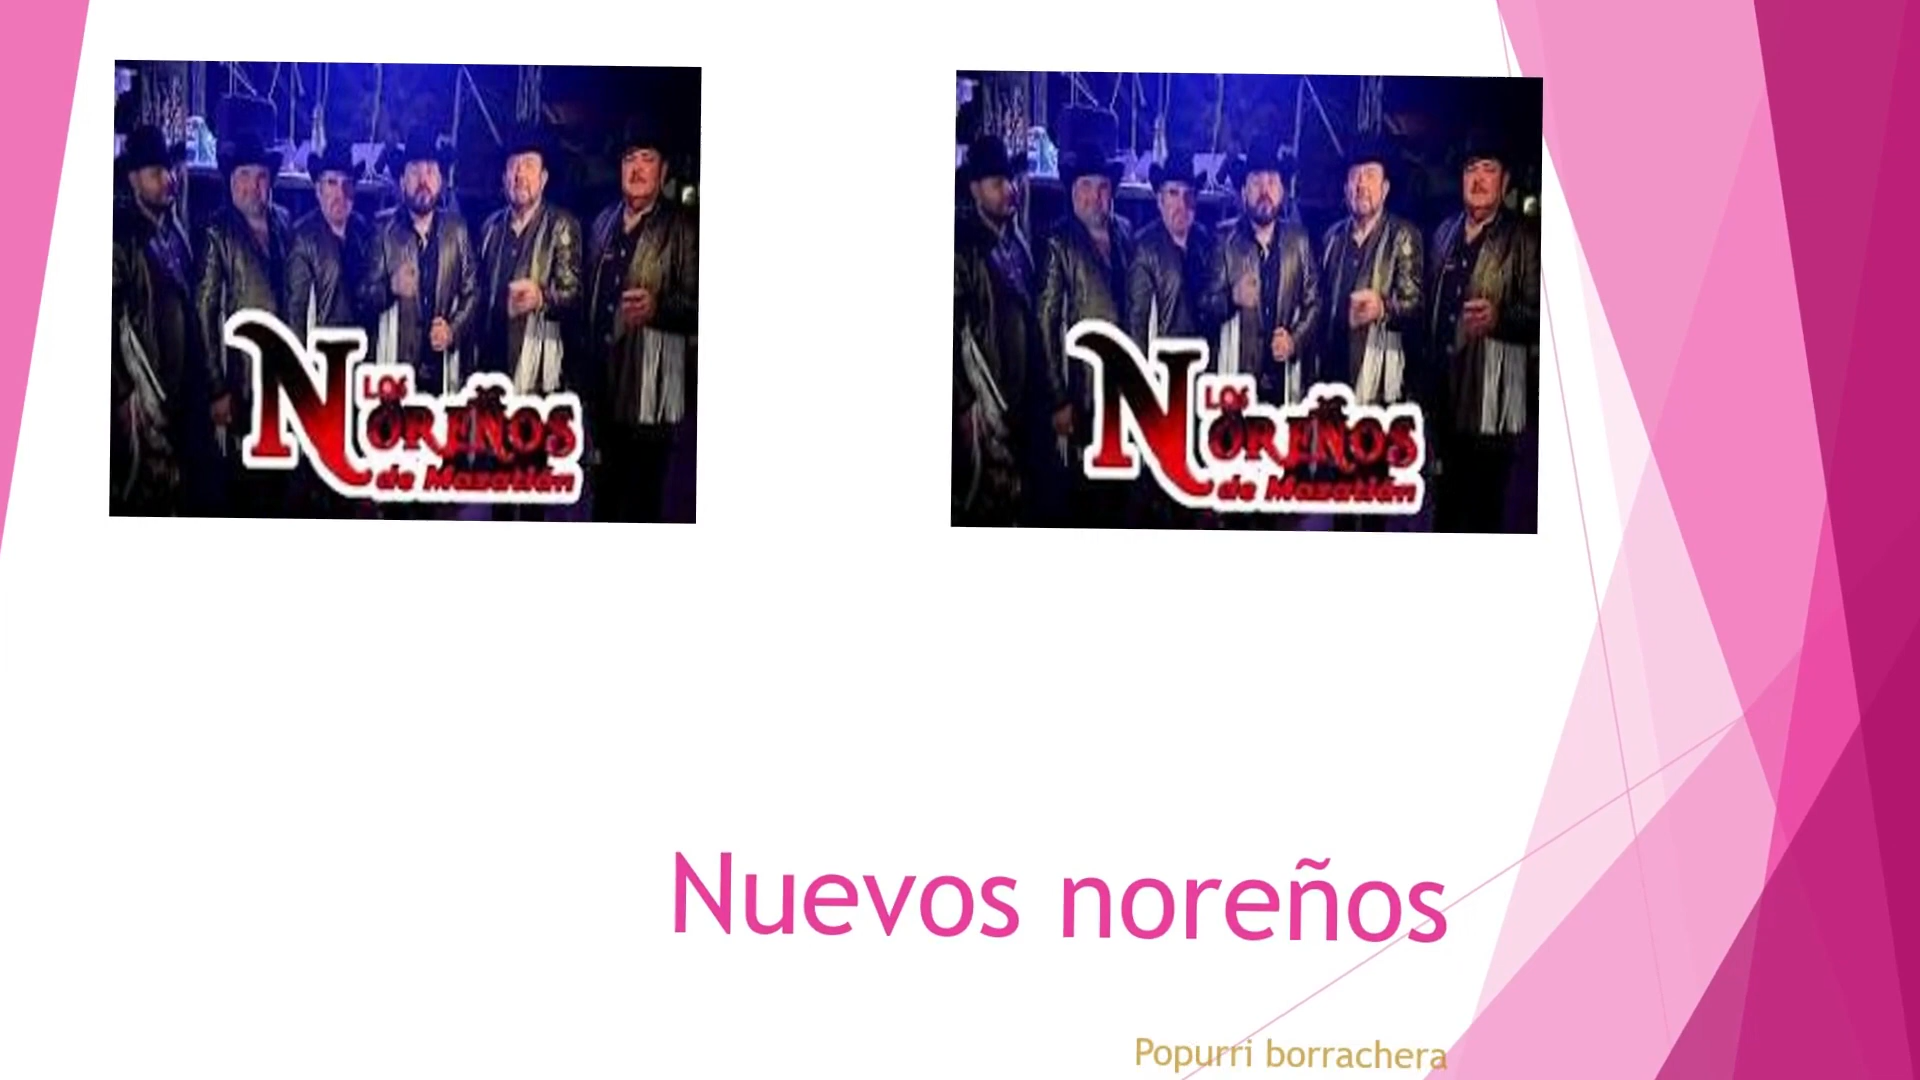 LOS
NOREÑOS
de Mazatlán
LOS
NOREÑOS
de Mazatlán
Nuevos noreños
Popurri borrachera